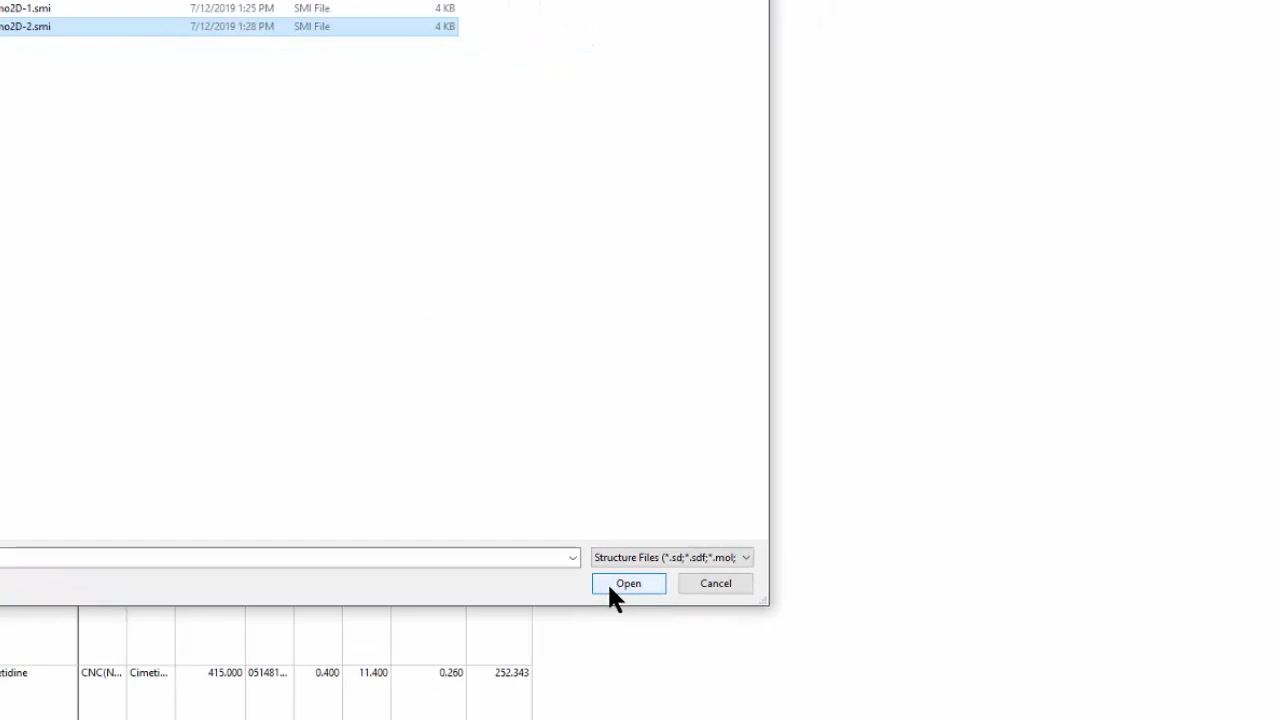 no2D-1.smi 7/12/2019 1:25 PM SMI File 4 KB
no2D-2.smi 7/12/2019 1:28 PM SMI File 4 KB
Structure Files (*.sd;*.sdf;*.mol;
Open Cancel
etidine CNC(N... Cimeti... 415.000 051481... 0.400 11.400 0.260 252.343